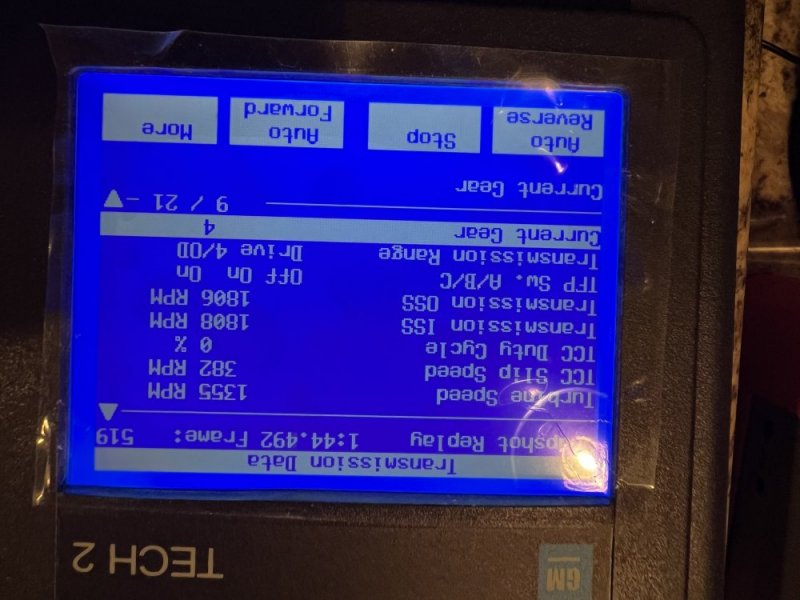 GM
TECH 2
Transmission Data
pshot Replay 1:44.492 Frame: 519
Turbine Speed 1355 RPM
TCC Slip Speed 382 RPM
TCC Duty Cycle 0 %
Transmission ISS 1808 RPM
Transmission OSS 1806 RPM
TFP Sw. A/B/C Off On On
Transmission Range Drive 4/OD
Current Gear 4
9 / 21
Current Gear
Auto Reverse
Stop
Auto Forward
More